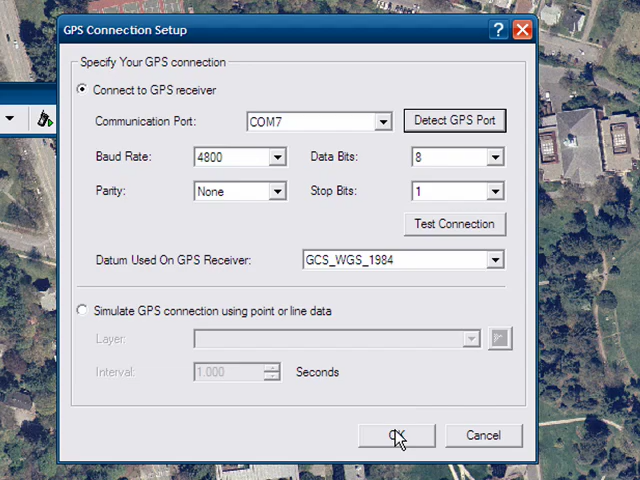 GPS Connection Setup
Specify Your GPS connection
Connect to GPS receiver
Communication Port: COM7 Detect GPS Port
Baud Rate: 4800 Data Bits: 8
Parity: None Stop Bits: 1
Test Connection
Datum Used On GPS Receiver: GCS_WGS_1984
Simulate GPS connection using point or line data
Layer:
Interval: 1.000 Seconds
OK Cancel